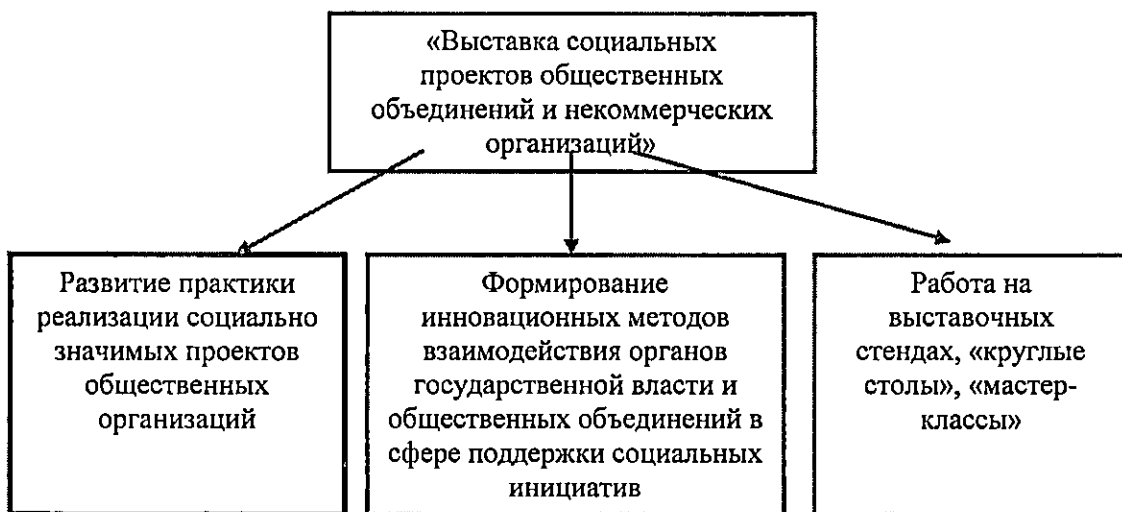 «Выставка социальных
проектов общественных
объединений и некоммерческих
организаций»
Развитие практики
реализации социально
значимых проектов
общественных
организаций
Формирование
инновационных методов
взаимодействия органов
государственной власти и
общественных объединений в
сфере поддержки социальных
инициатив
Работа на
выставочных
стендах, «круглые
столы», «мастер-
классы»